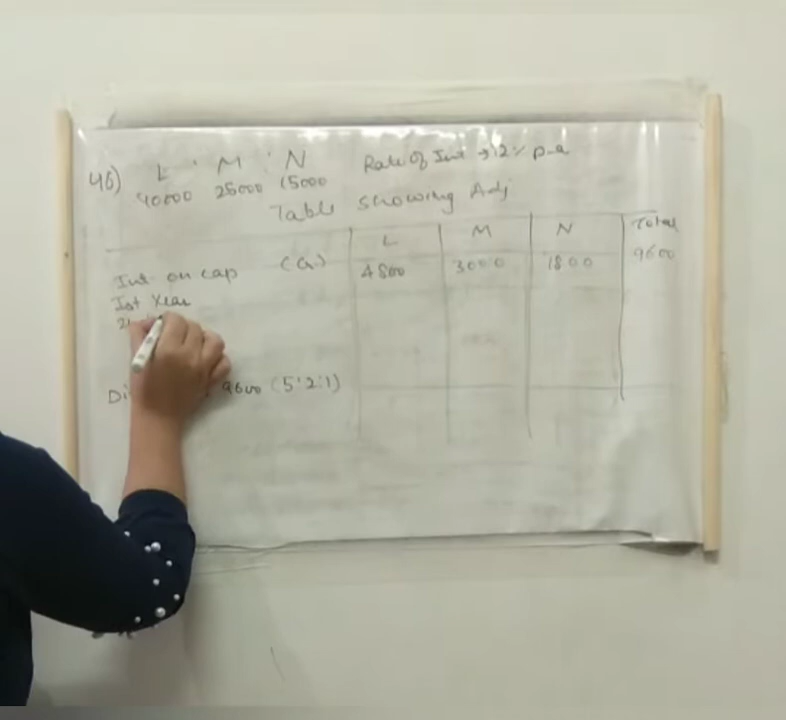 46) L : M : N Rate of Int → 12% p.a
40000 25000 15000
Table showing Adj
L M N Total
Int on cap (Cr.) 4800 3000 1800 9600
Ist Year
Di 9600 (5:2:1)